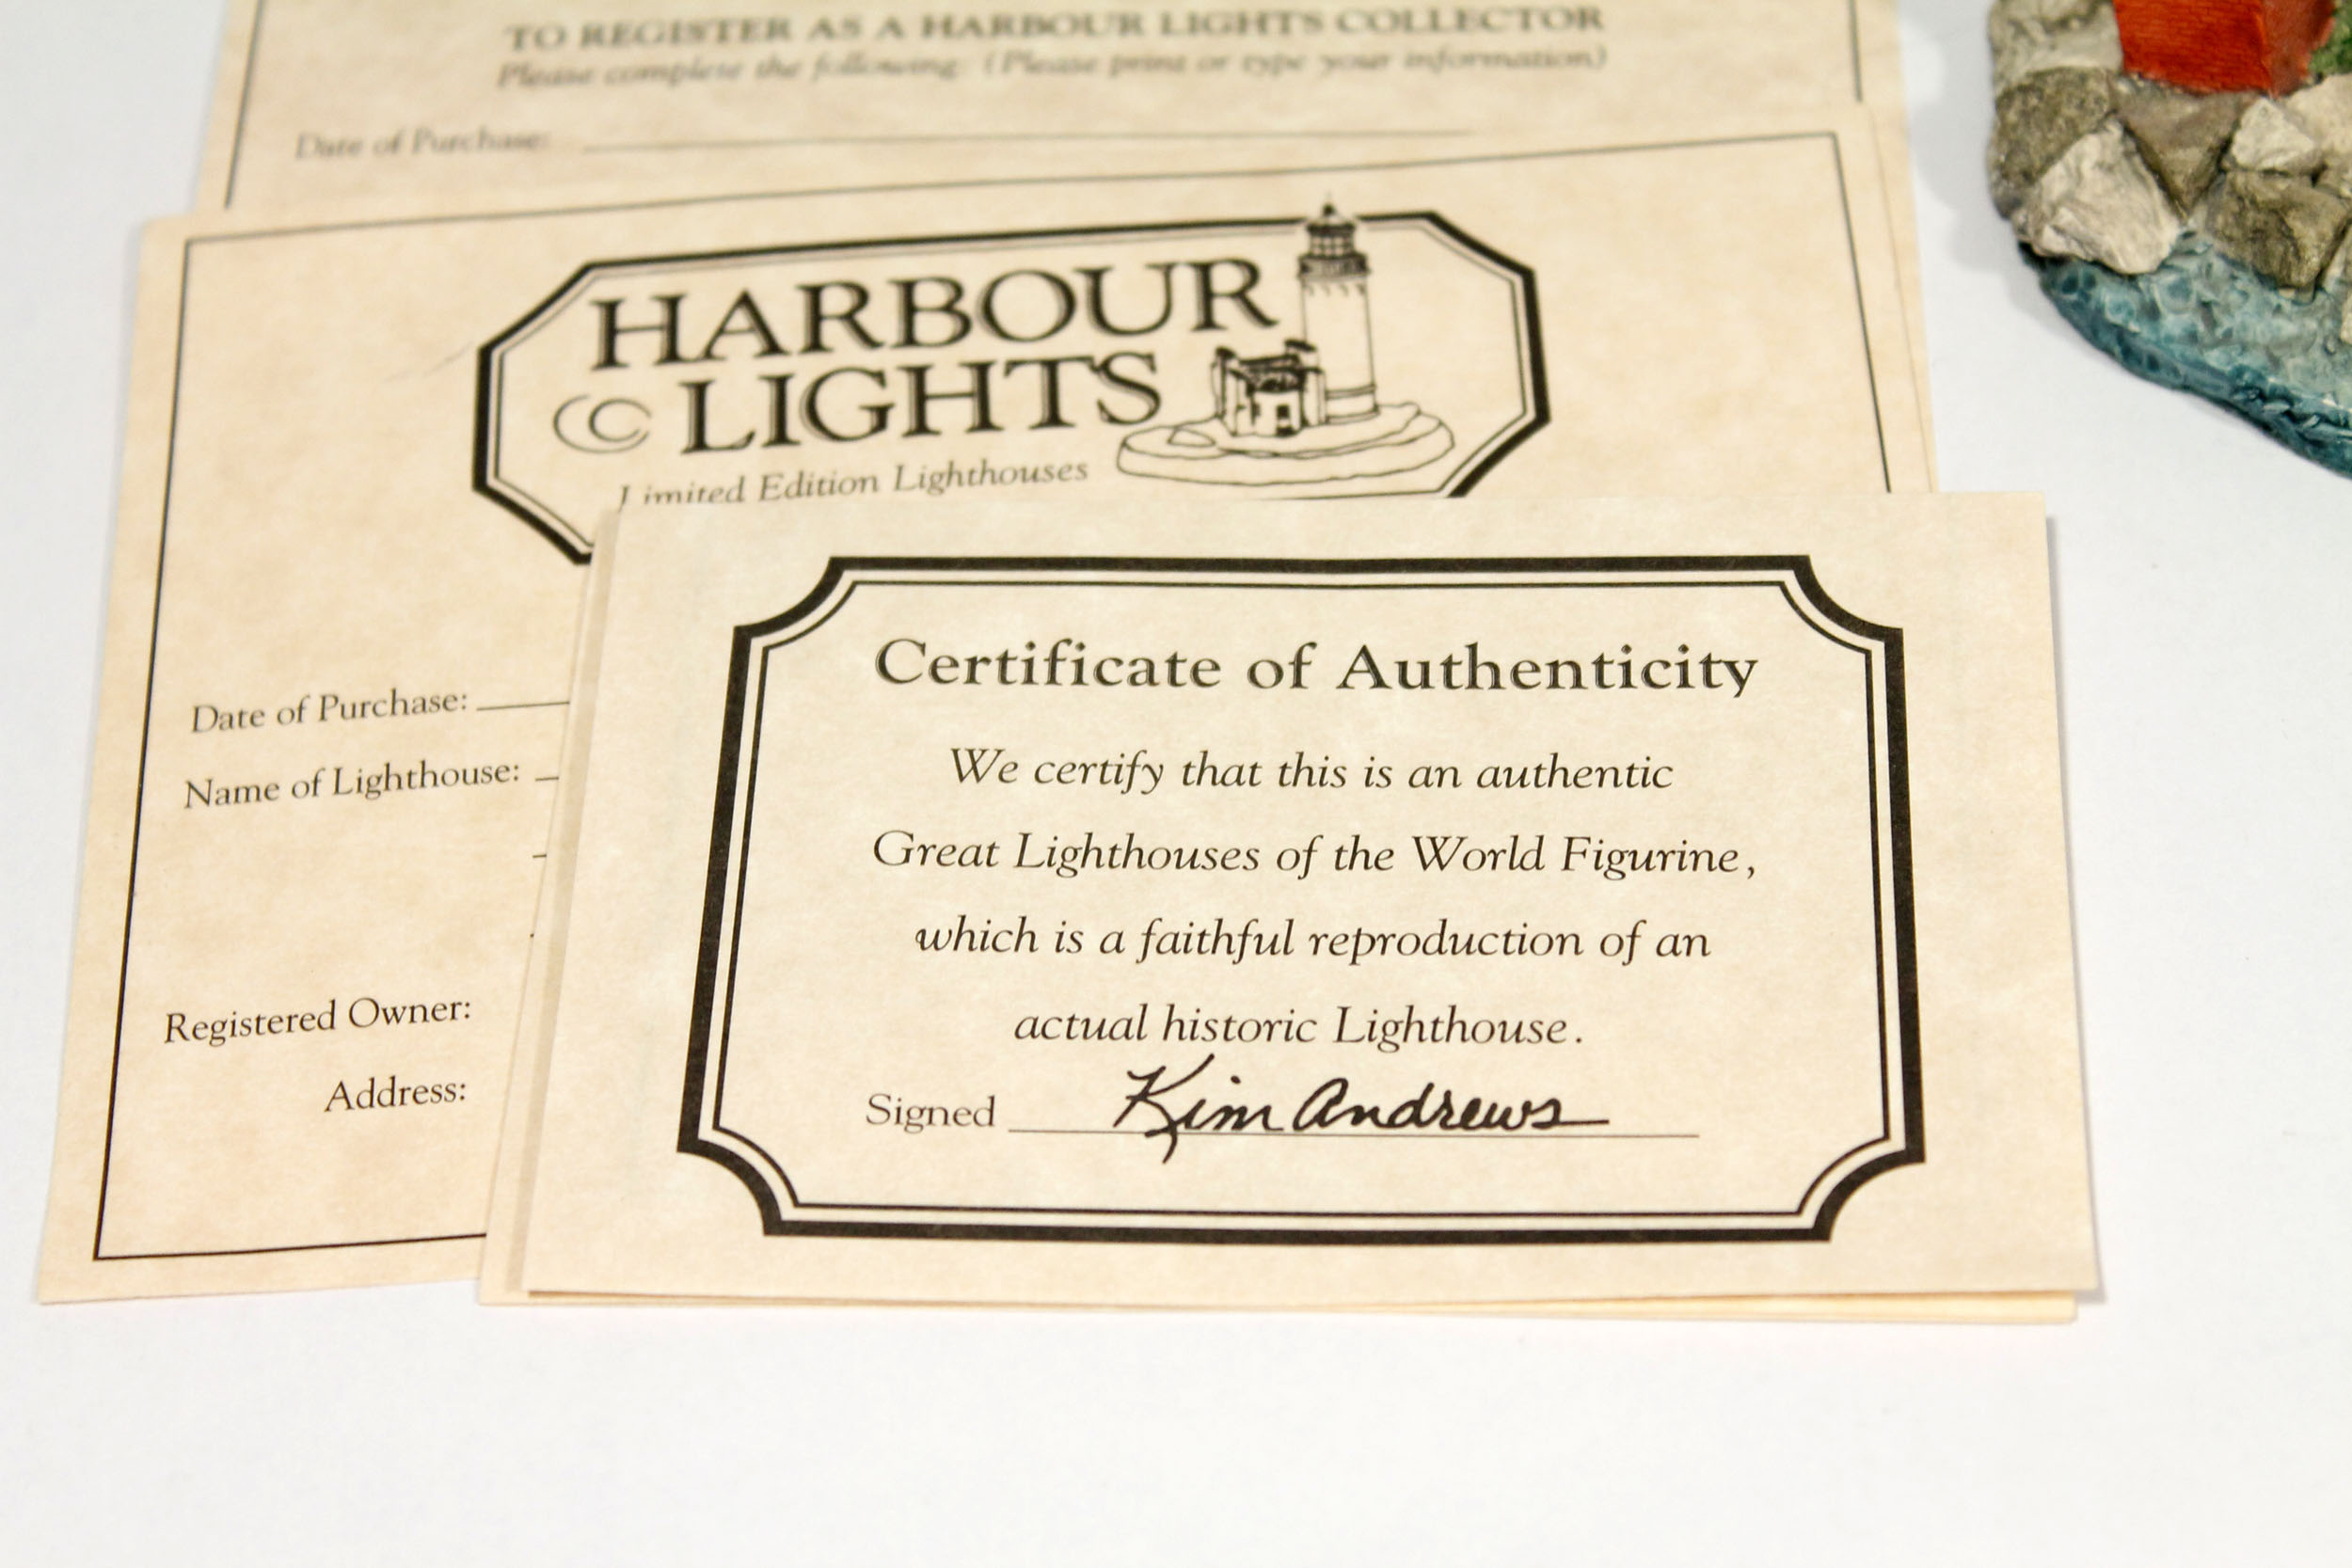 TO REGISTER AS A HARBOUR LIGHTS COLLECTOR
Please complete the following: (Please print or type your information)
Date of Purchase:
HARBOUR
LIGHTS
Limited Edition Lighthouses
Date of Purchase:
Name of Lighthouse:
Registered Owner:
Address:
Certificate of Authenticity
We certify that this is an authentic
Great Lighthouses of the World Figurine,
which is a faithful reproduction of an
actual historic Lighthouse.
Signed Kim Andrews